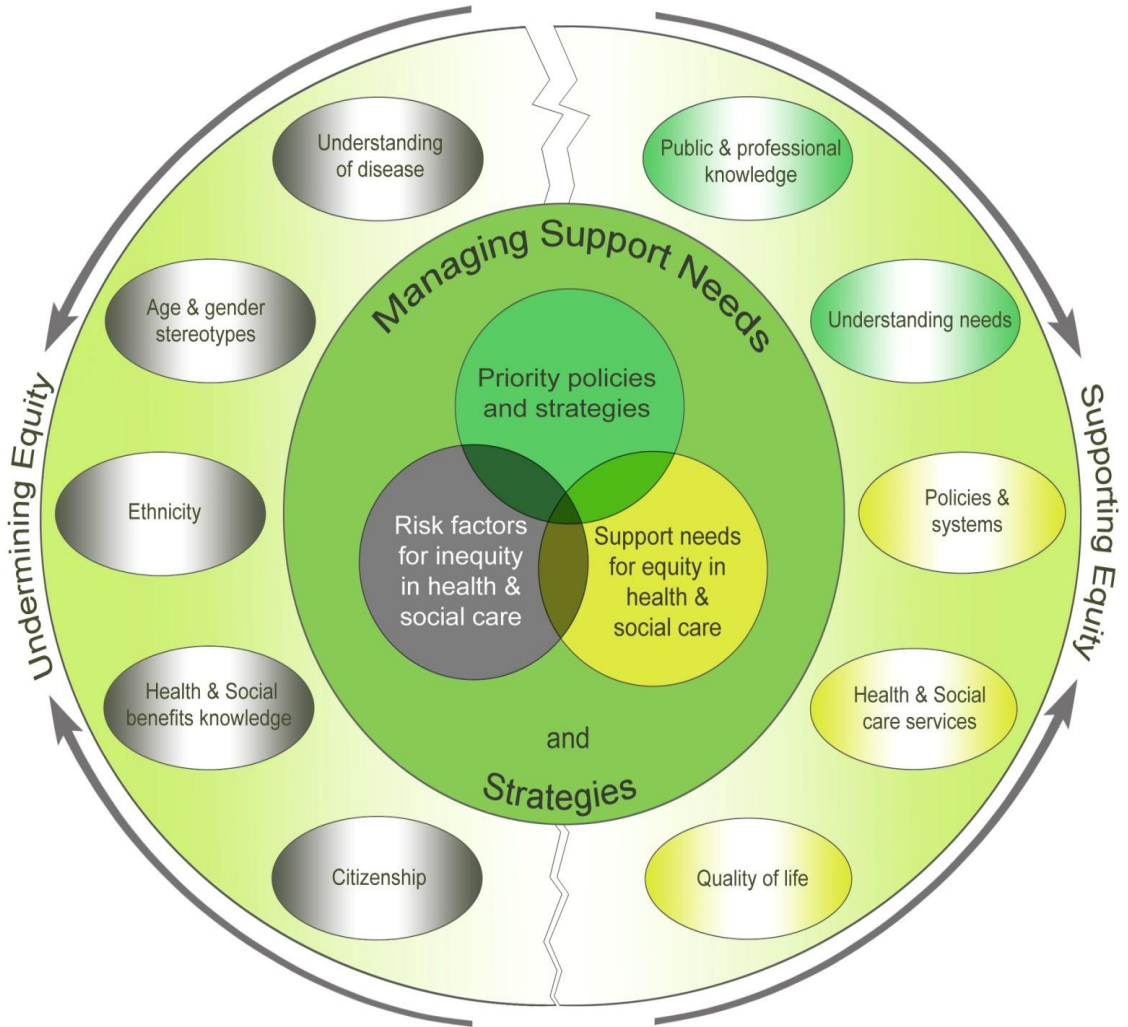 Understanding
of disease
Public & professional
knowledge
Managing Support Needs
Age & gender
stereotypes
Understanding needs
Priority policies
and strategies
Undermining Equity
Supporting Equity
Ethnicity
Policies &
systems
Risk factors
for inequity
in health &
social care
Support needs
for equity in
health &
social care
Health & Social
benefits knowledge
Health & Social
care services
and
Strategies
Citizenship
Quality of life